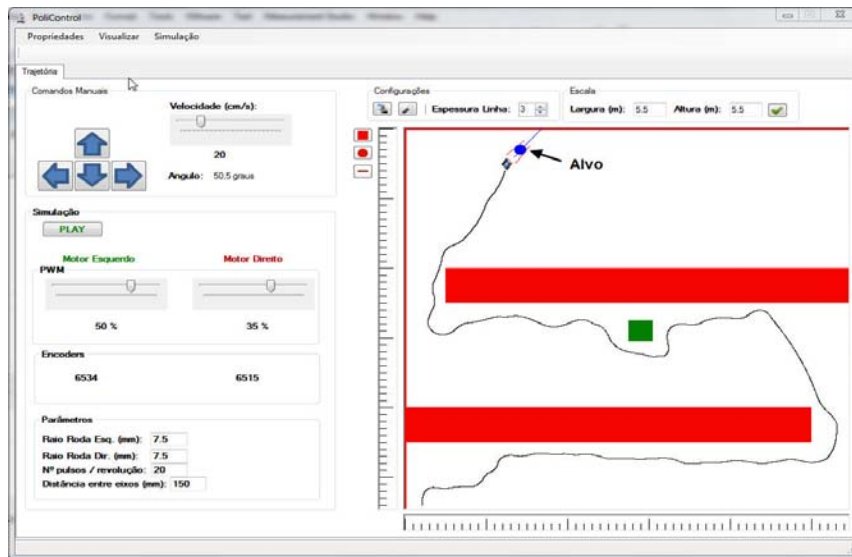 PoliControl
Propriedades Visualizar Simulação
Trajetória
Comandos Manuais
Velocidade (cm/s):
20
Angulo: 50,5 graus
Configurações
Espessura Linha: 3
Escala
Largura (m): 5.5 Altura (m): 5.5
Alvo
Simulação
PLAY
Motor Esquerdo Motor Direito
PWM
50 % 35 %
Encoders
6534 6515
Parâmetros
Raio Roda Esq. (mm): 7.5
Raio Roda Dir. (mm): 7.5
Nº pulsos / revolução: 20
Distância entre eixos (mm): 150